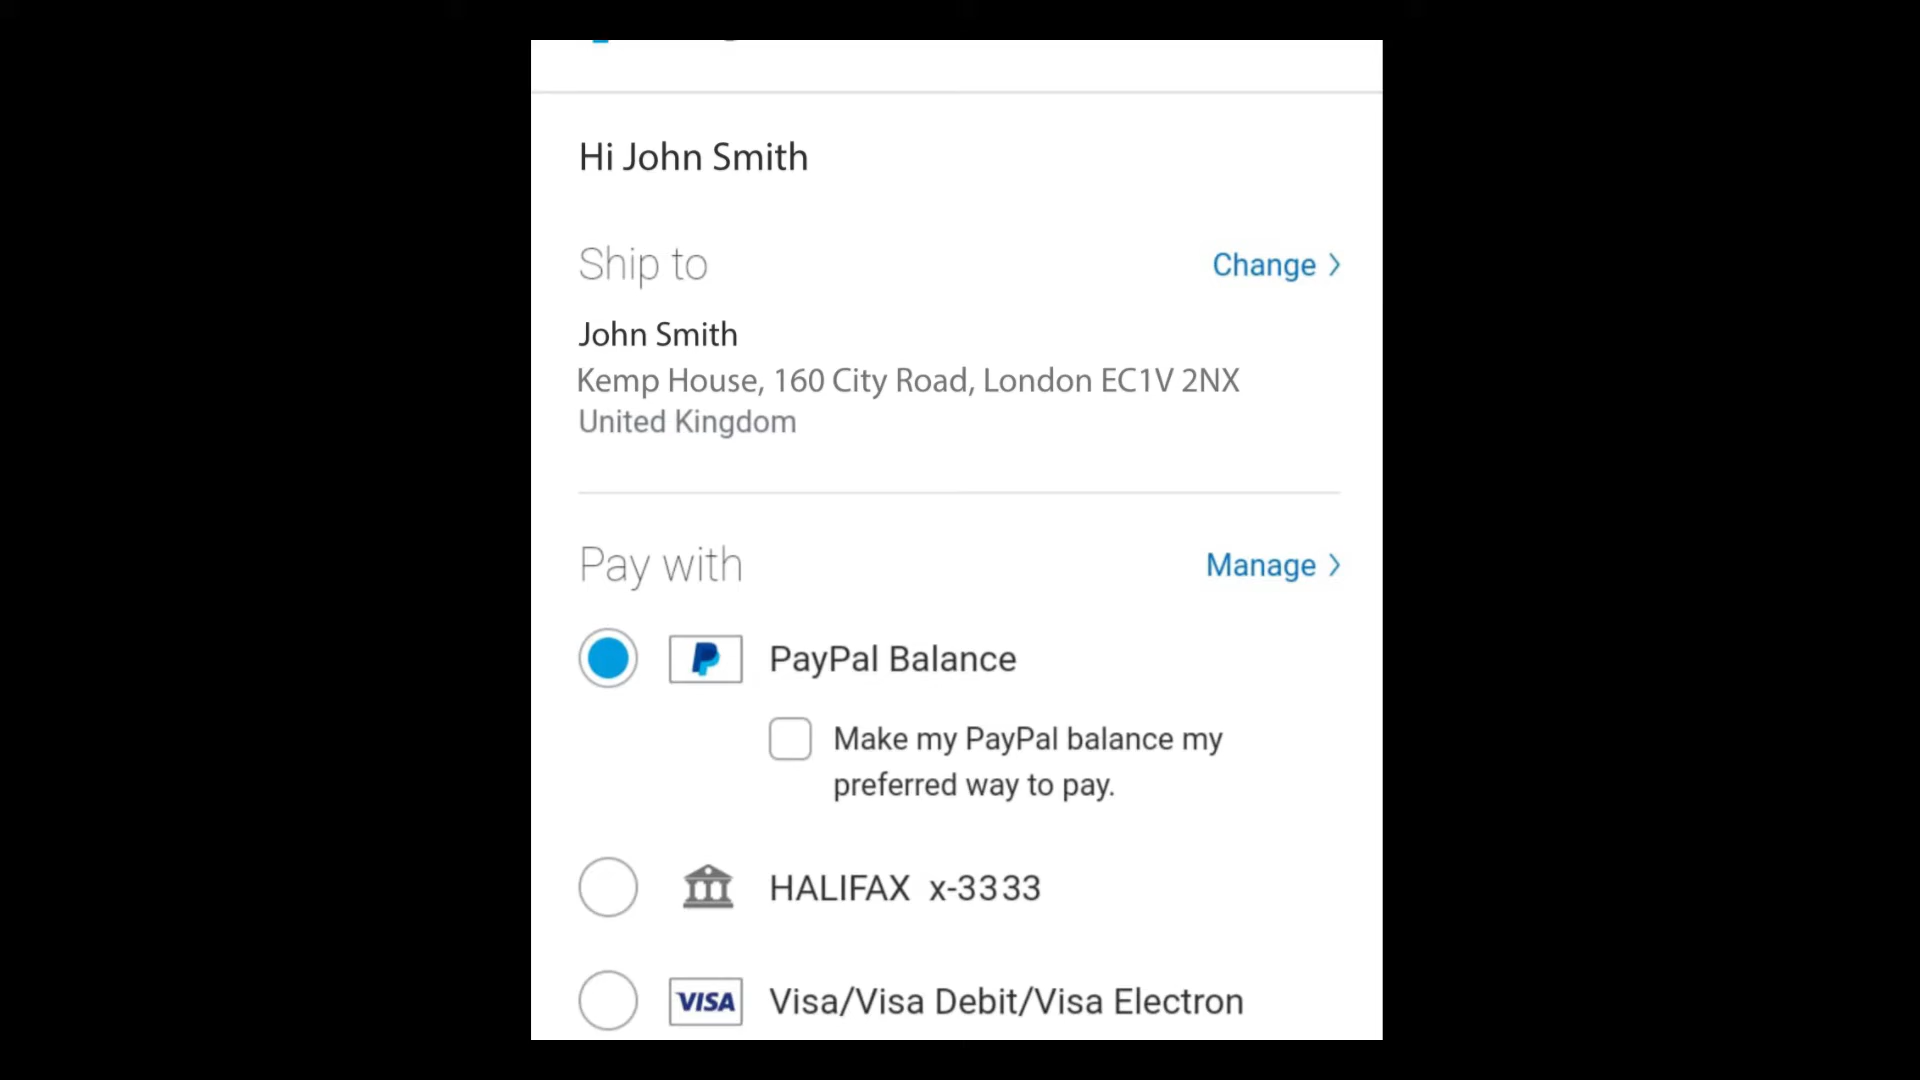 Hi John Smith
Ship to
Change
John Smith
Kemp House, 160 City Road, London EC1V 2NX
United Kingdom
Pay with
Manage
PayPal Balance
Make my PayPal balance my
preferred way to pay.
HALIFAX x-3333
VISA Visa/Visa Debit/Visa Electron